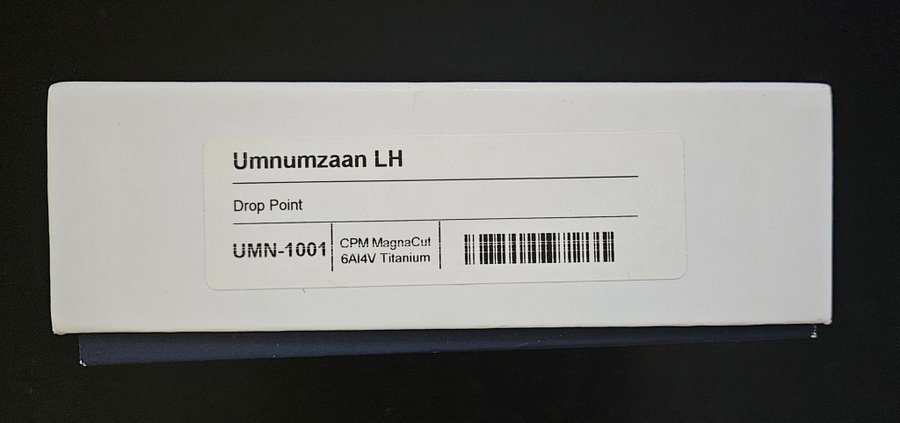 Umnumzaan LH
Drop Point
UMN-1001
CPM MagnaCut
6Al4V Titanium